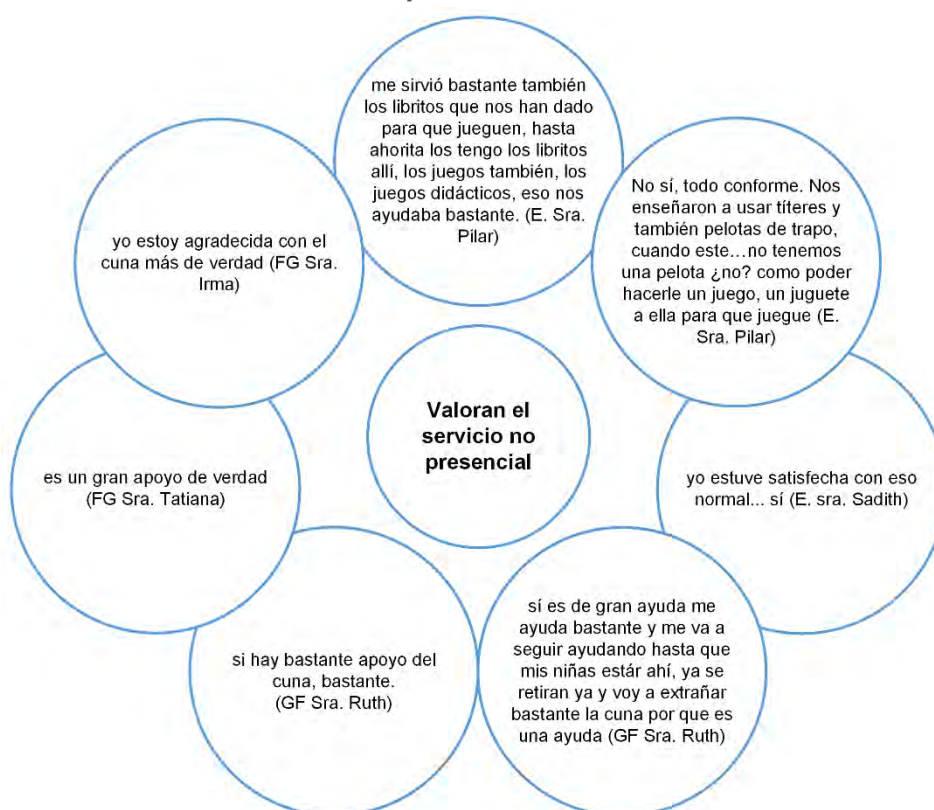 me sirvió bastante también
los libritos que nos han dado
para que jueguen, hasta
ahorita los tengo los libritos
allí, los juegos también, los
juegos didácticos, eso nos
ayudaba bastante. (E. Sra.
Pilar)
No sí, todo conforme. Nos
enseñaron a usar títeres y
también pelotas de trapo,
cuando este…no tenemos
una pelota ¿no? como poder
hacerle un juego, un juguete
a ella para que juegue (E.
Sra. Pilar)
yo estuve satisfecha con eso
normal... sí (E. sra. Sadith)
sí es de gran ayuda me
ayuda bastante y me va a
seguir ayudando hasta que
mis niñas estár ahí, ya se
retiran ya y voy a extrañar
bastante la cuna por que es
una ayuda (GF Sra. Ruth)
si hay bastante apoyo del
cuna, bastante.
(GF Sra. Ruth)
es un gran apoyo de verdad
(FG Sra. Tatiana)
yo estoy agradecida con el
cuna más de verdad (FG Sra.
Irma)
Valoran el
servicio no
presencial